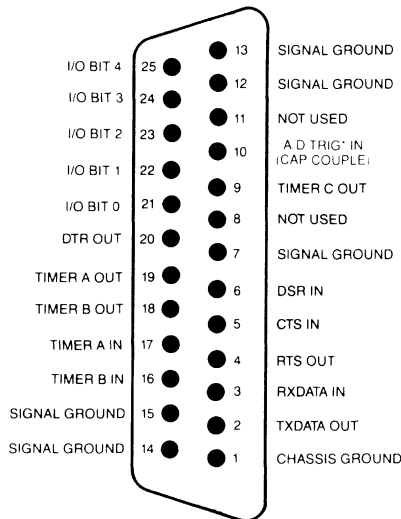 I/O BIT 4 25
I/O BIT 3 24
I/O BIT 2 23
I/O BIT 1 22
I/O BIT 0 21
DTR OUT 20
TIMER A OUT 19
TIMER B OUT 18
TIMER A IN 17
TIMER B IN 16
SIGNAL GROUND 15
SIGNAL GROUND 14
13 SIGNAL GROUND
12 SIGNAL GROUND
11 NOT USED
10 A D TRIG* IN
(CAP COUPLE)
9 TIMER C OUT
8 NOT USED
7 SIGNAL GROUND
6 DSR IN
5 CTS IN
4 RTS OUT
3 RXDATA IN
2 TXDATA OUT
1 CHASSIS GROUND